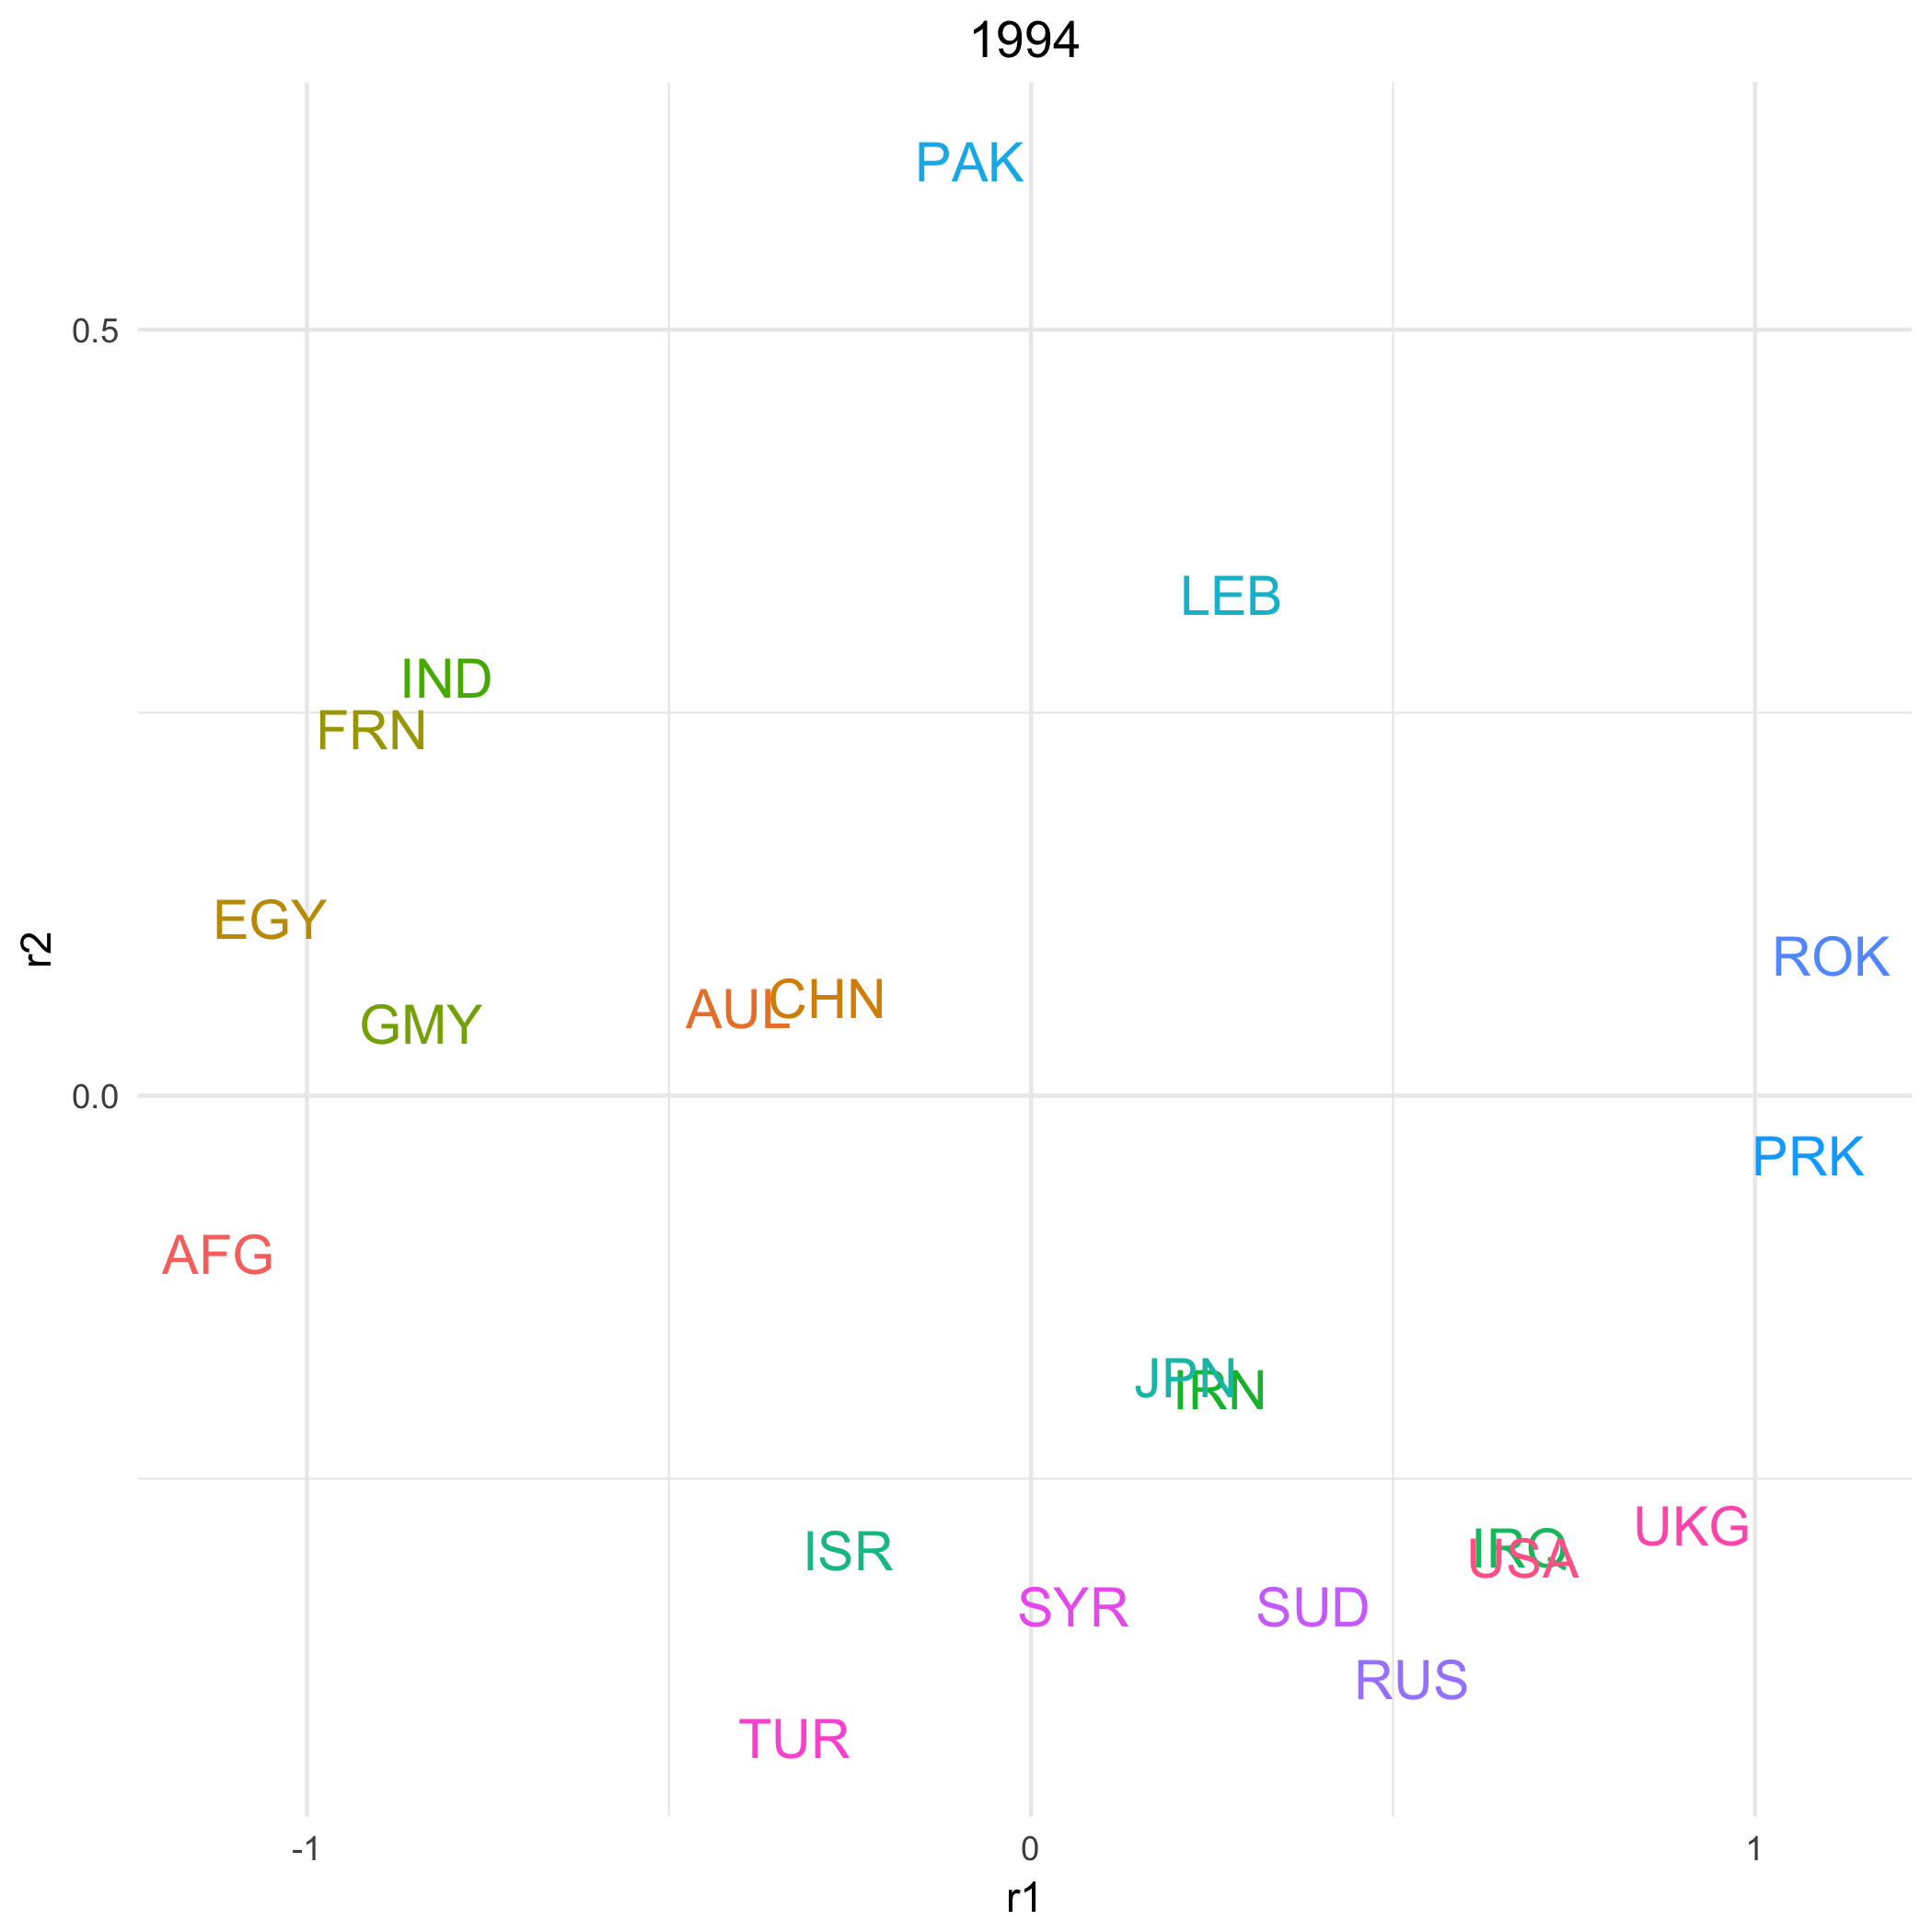 1994
PAK
0.5
LEB
IND
FRN
EGY
r2
ROK
CHN
AUL
GMY
0.0
PRK
AFG
JPN
IRN
UKG
IRQ
ISR
USA
SYR
SUD
RUS
TUR
-1
0
1
r1